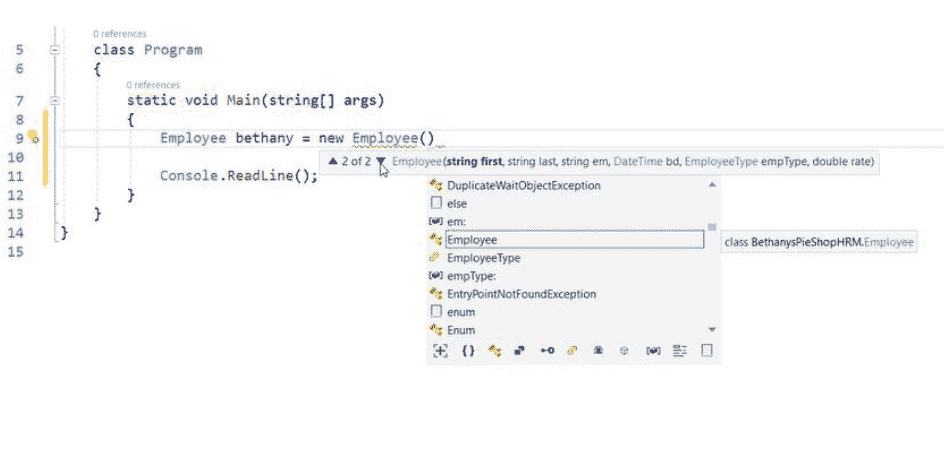 0 references
5 class Program
6 {
0 references
7 static void Main(string[] args)
8 {
9 Employee bethany = new Employee()
▲ 2 of 2 ▼ Employee(string first, string last, string em, DateTime bd, EmployeeType empType, double rate)
10
11 Console.ReadLine();
DuplicateWaitObjectException
12 }
else
13 }
em:
14 }
Employee
class BethanysPieShopHRM.Employee
15
EmployeeType
empType:
EntryPointNotFoundException
enum
Enum